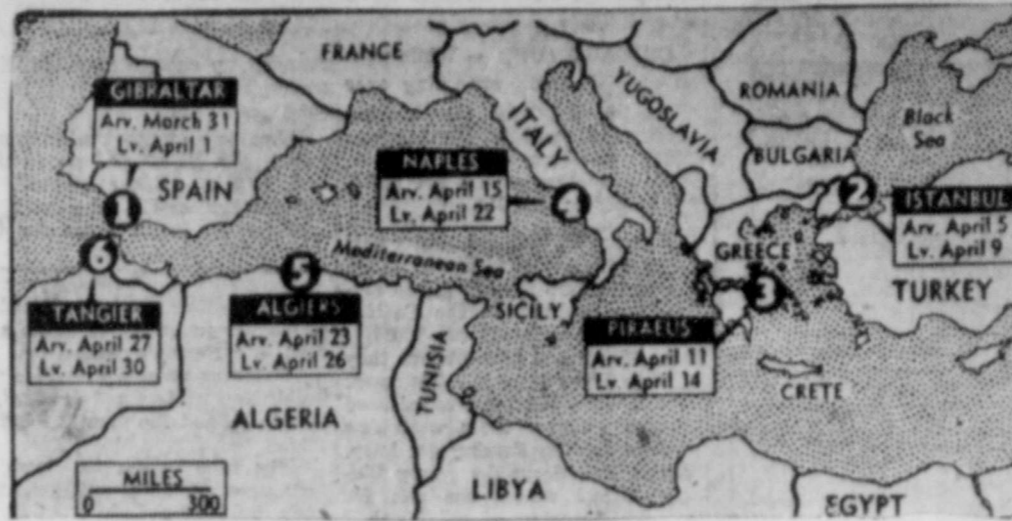 FRANCE
ROMANIA
YUGOSLAVIA
ITALY
Black
Sea
BULGARIA
GIBRALTAR
Arv. March 31
Lv. April 1
SPAIN
1
NAPLES
Arv. April 15
Lv. April 22
4
2
ISTANBUL
Arv. April 5
Lv. April 9
TURKEY
GREECE
Mediterranean Sea
6
5
3
TANGIER
Arv. April 27
Lv. April 30
ALGIERS
Arv. April 23
Lv. April 26
SICILY
PIRAEUS
Arv. April 11
Lv. April 14
CRETE
TUNISIA
ALGERIA
MILES
0 300
LIBYA
EGYPT